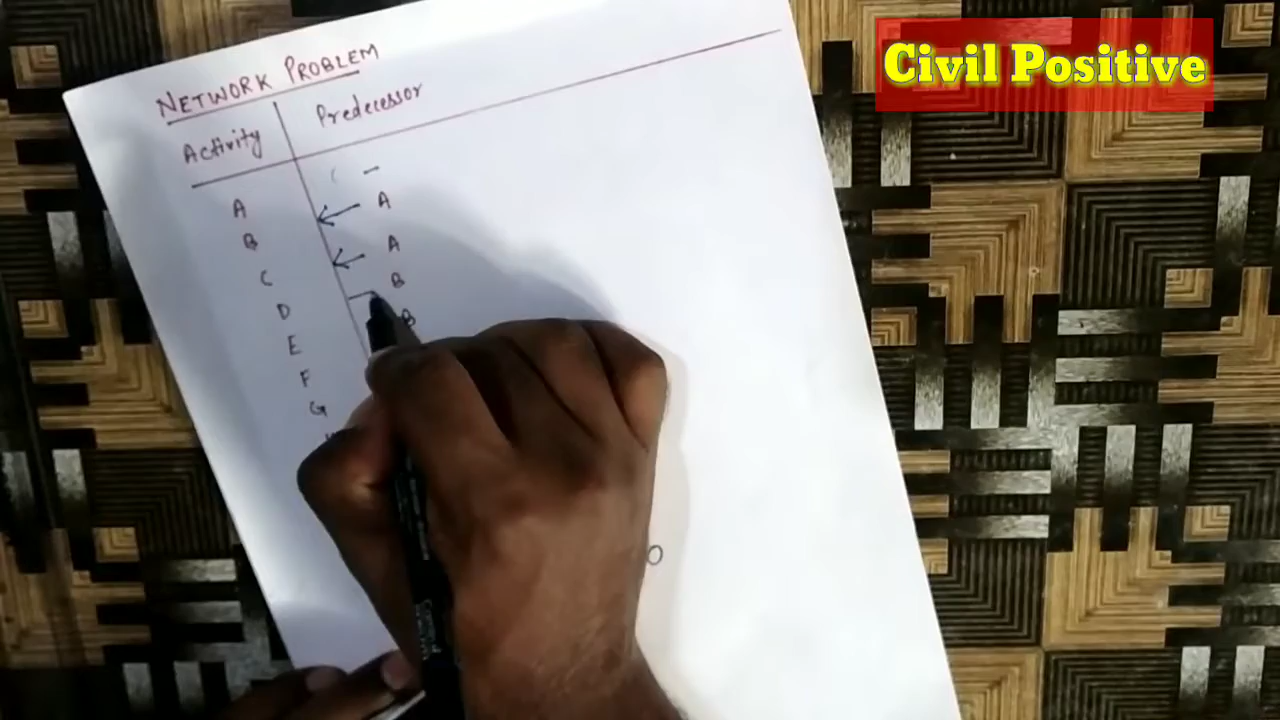 Civil Positive
NETWORK PROBLEM
Activity Predecessor
A -
B A
C A
D B
E B
F
G
O